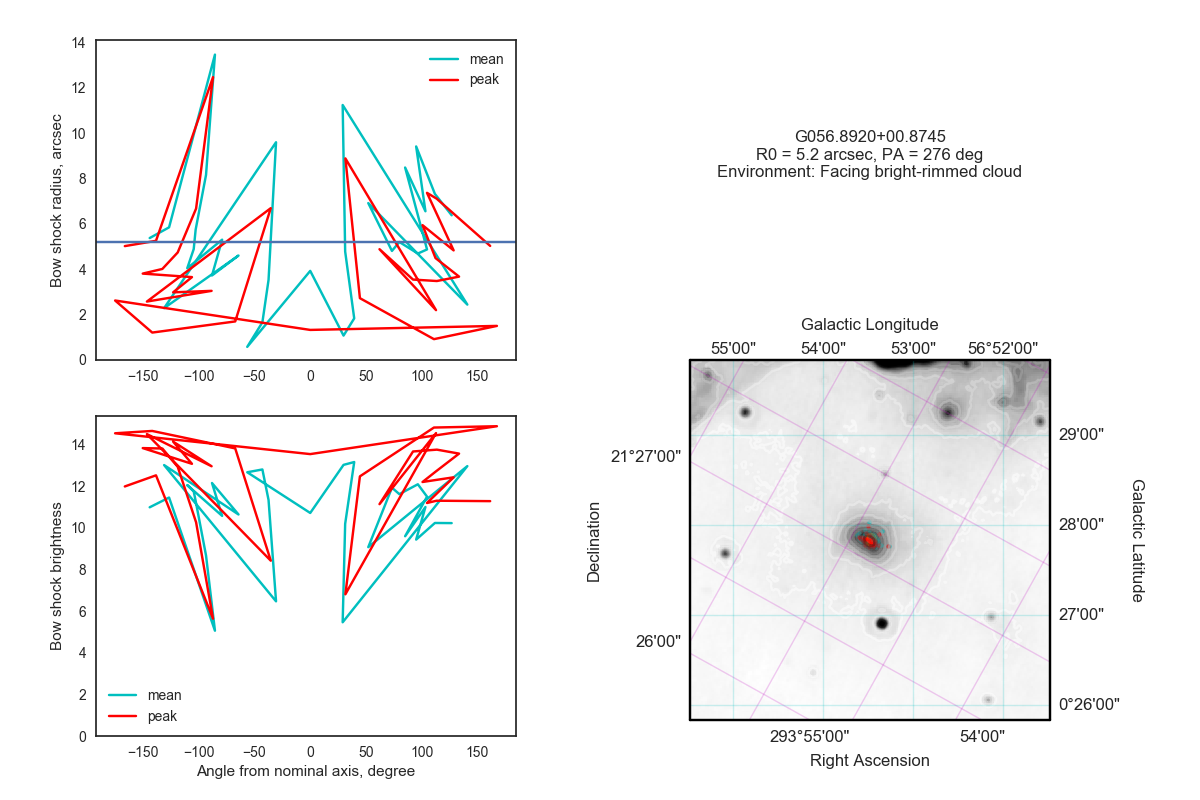 14
12
10
8
6
4
2
0
Bow shock radius, arcsec
mean
peak
−150
−100
−50
0
50
100
150
14
12
10
8
6
4
2
0
Bow shock brightness
mean
peak
−150
−100
−50
0
50
100
150
Angle from nominal axis, degree
G056.8920+00.8745
R0 = 5.2 arcsec, PA = 276 deg
Environment: Facing bright-rimmed cloud
Galactic Longitude
55'00" 54'00" 53'00" 56°52'00"
21°27'00"
26'00"
Declination
29'00"
28'00"
27'00"
0°26'00"
Galactic Latitude
293°55'00" 54'00"
Right Ascension